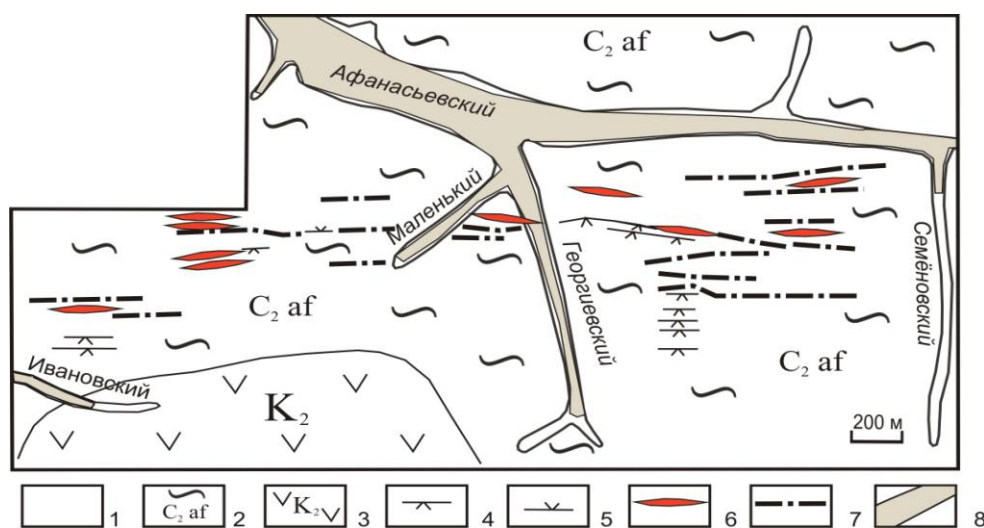 C₂ af
Афанасьевский
Маленький
Георгиевский
Семёновский
C₂ af
C₂ af
Ивановский
K₂
200 м
1
C₂ af 2
K₂ 3
4
5
6
7
8